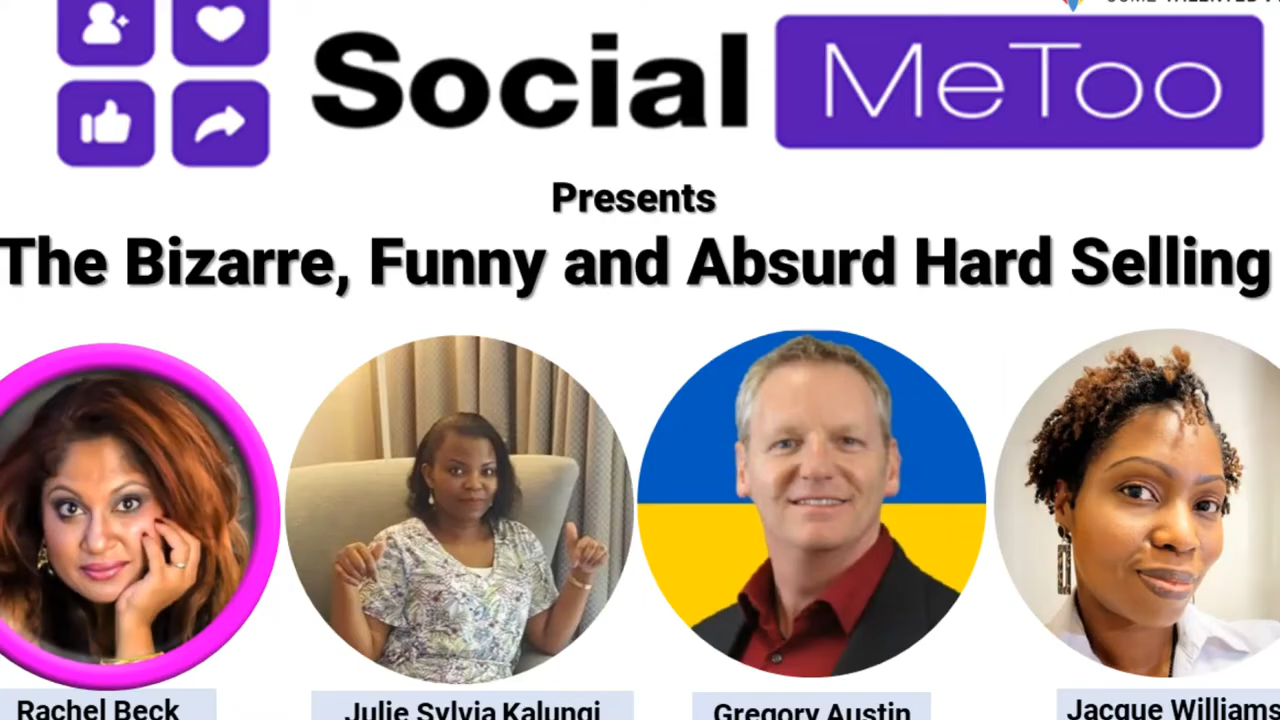 Social MeToo
Presents
The Bizarre, Funny and Absurd Hard Selling
Rachel Beck
Julie Sylvia Kalungi
Gregory Austin
Jacque Williams